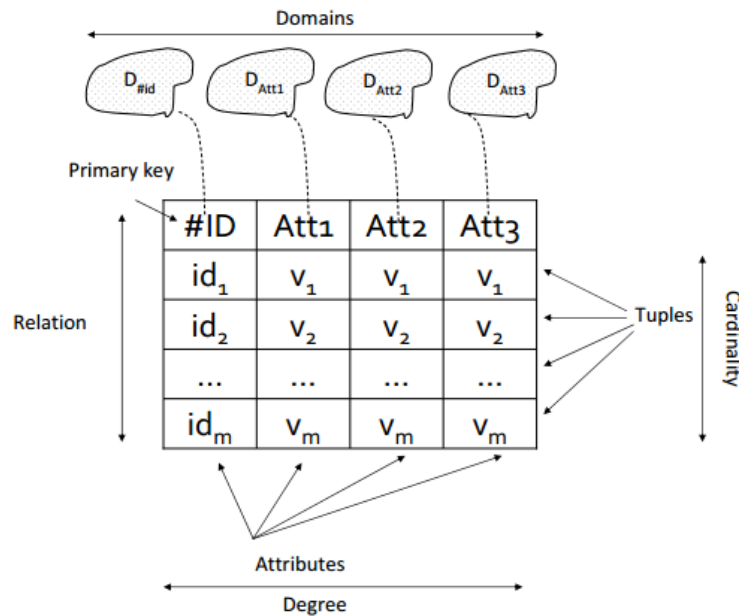 Domains
D#id DAtt1 DAtt2 DAtt3
Primary key
#ID Att1 Att2 Att3
id1 v1 v1 v1
Relation
id2 v2 v2 v2
Tuples
Cardinality
... ... ... ...
idm vm vm vm
Attributes
Degree